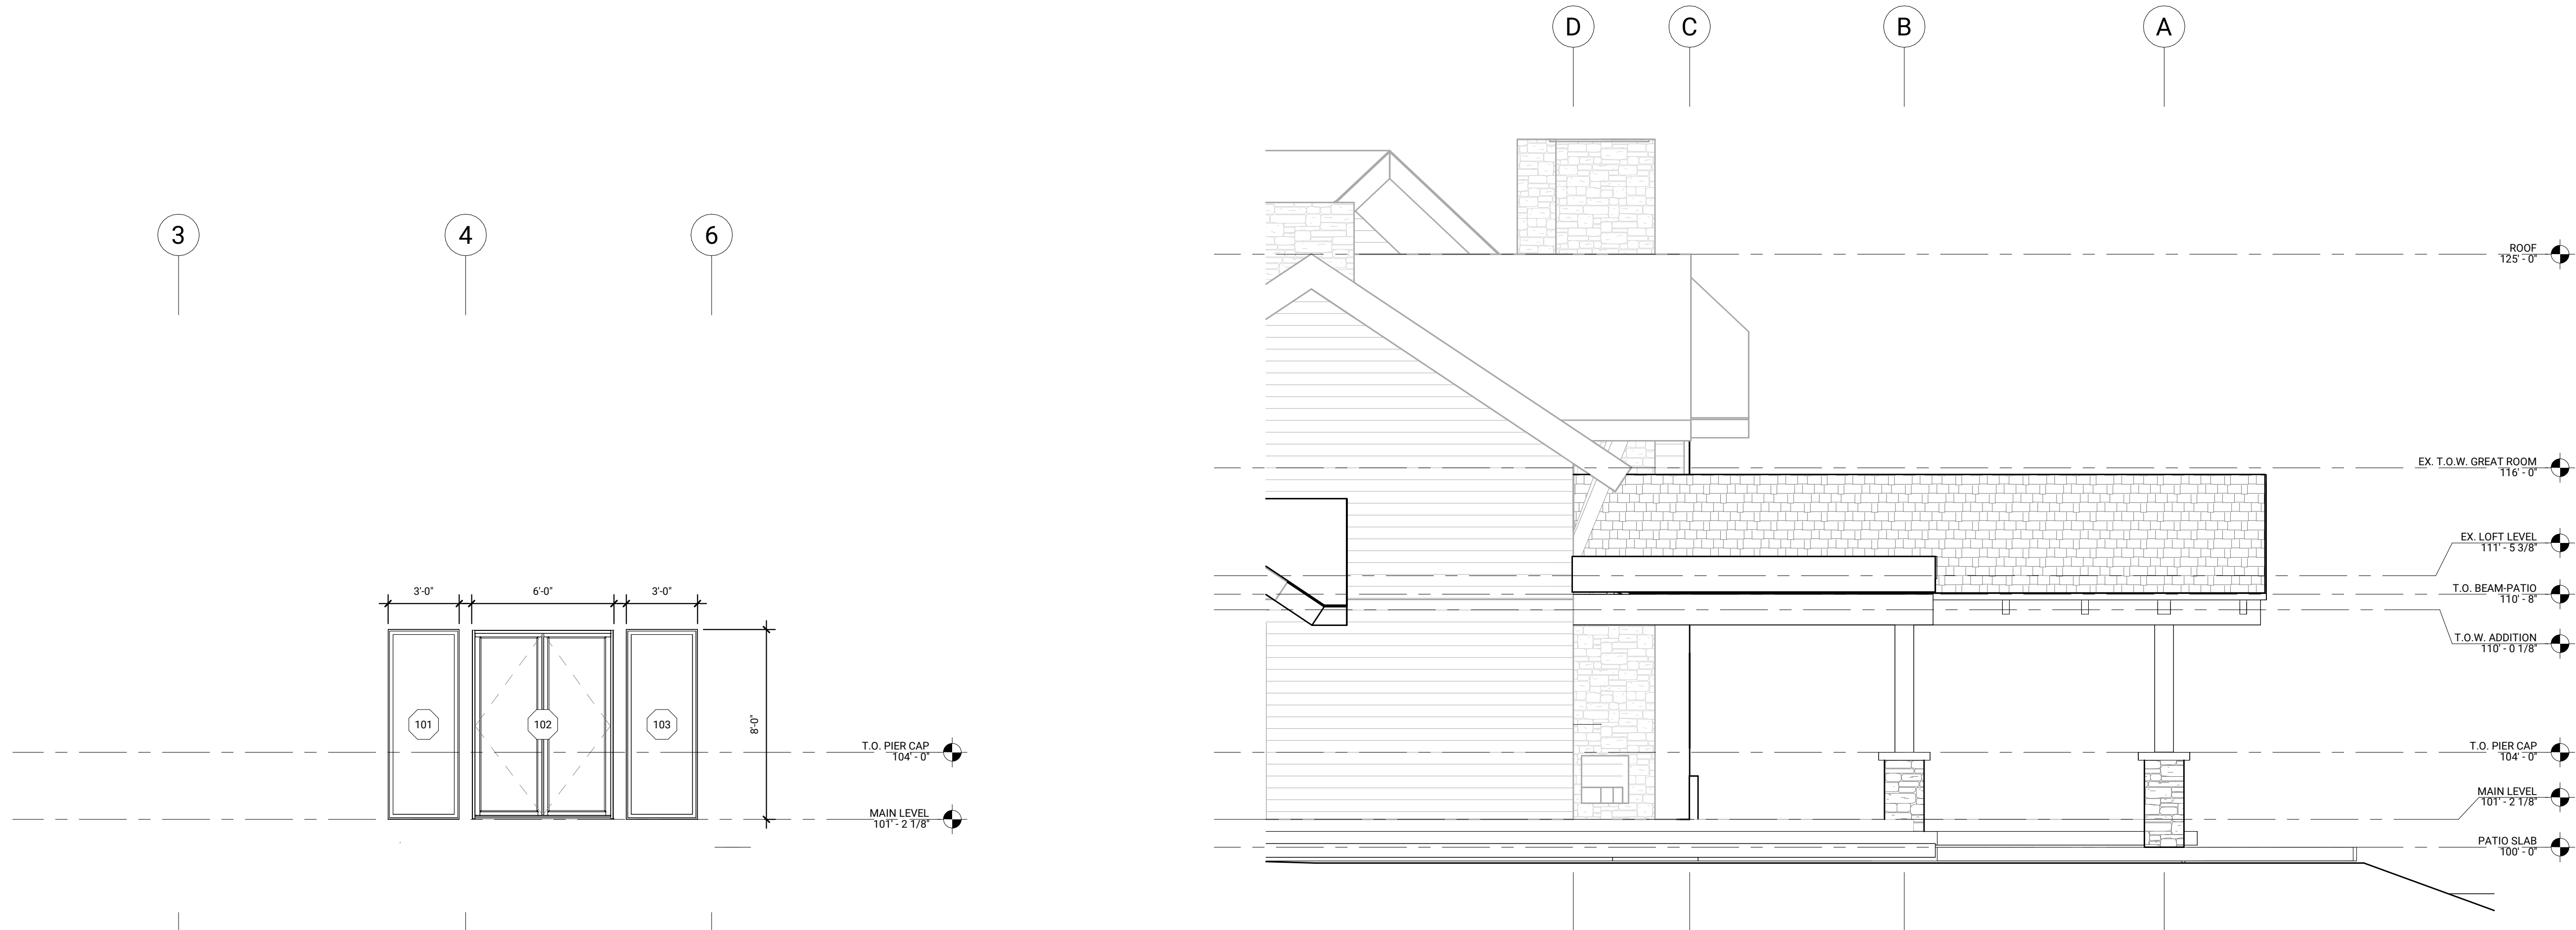 D C B A
3 4 6
ROOF
125' - 0"
EX. T.O.W. GREAT ROOM
116' - 0"
EX. LOFT LEVEL
111' - 5 3/8"
T.O. BEAM-PATIO
110' - 8"
T.O.W. ADDITION
110' - 0 1/8"
3'-0" 6'-0" 3'-0"
101 102 103
8'-0"
T.O. PIER CAP
104' - 0"
MAIN LEVEL
101' - 2 1/8"
T.O. PIER CAP
104' - 0"
MAIN LEVEL
101' - 2 1/8"
PATIO SLAB
100' - 0"